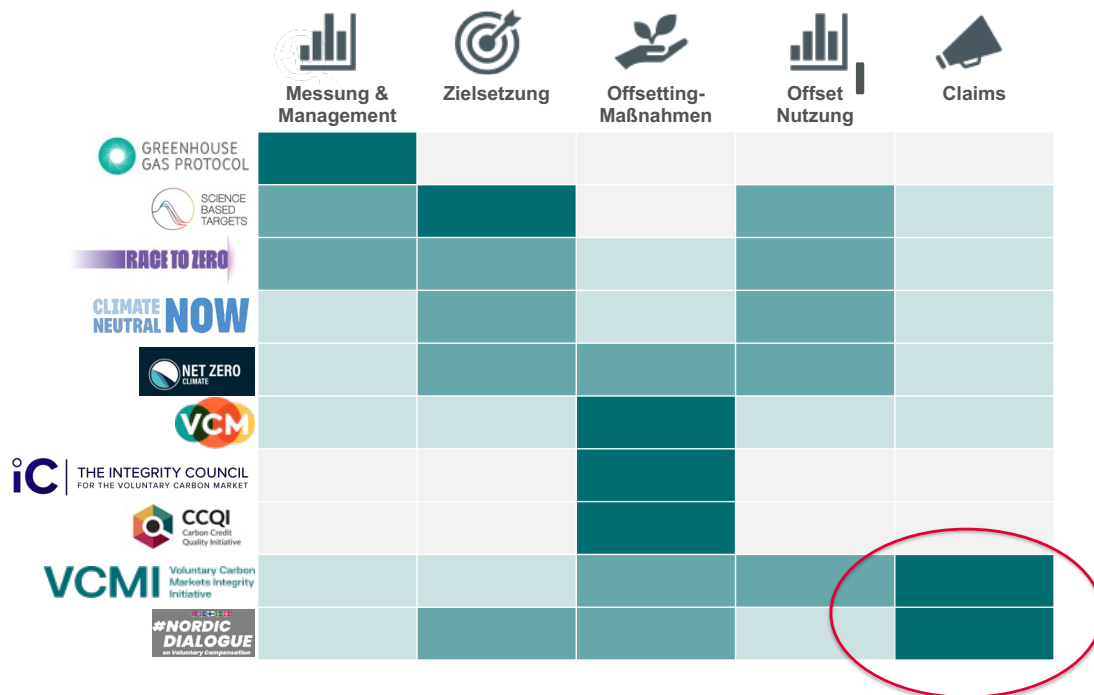 Messung &
Management
Zielsetzung
Offsetting-
Maßnahmen
Offset
Nutzung
Claims
GREENHOUSE
GAS PROTOCOL
SCIENCE
BASED
TARGETS
RACE TO ZERO
CLIMATE
NEUTRAL NOW
NET ZERO
CLIMATE
VCM
iC THE INTEGRITY COUNCIL
FOR THE VOLUNTARY CARBON MARKET
CCQI
Carbon Credit
Quality Initiative
VCMI Voluntary Carbon
Markets Integrity
Initiative
#NORDIC
DIALOGUE
on Voluntary Compensation